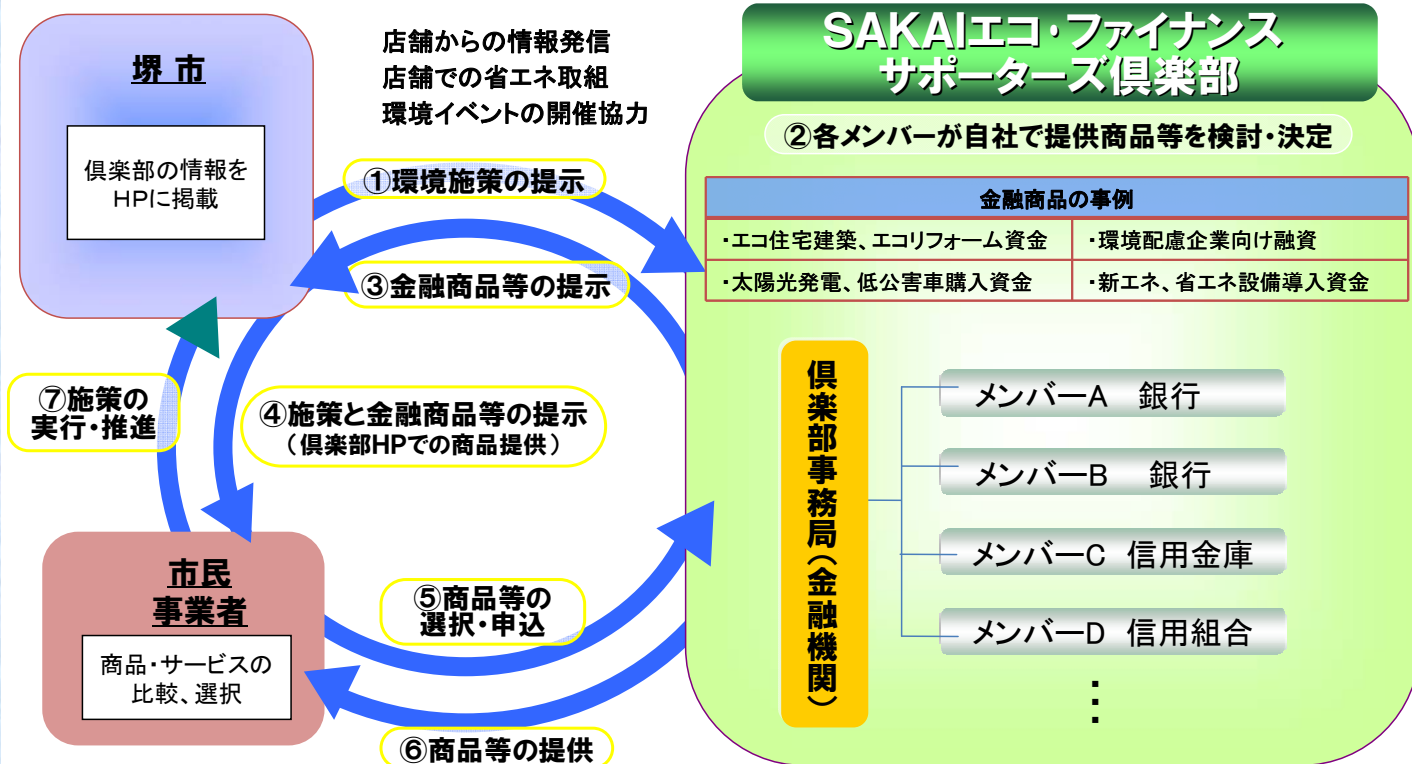 堺 市
倶楽部の情報を
HPに掲載
店舗からの情報発信
店舗での省エネ取組
環境イベントの開催協力
SAKAIエコ・ファイナンス
サポーターズ倶楽部
②各メンバーが自社で提供商品等を検討・決定
金融商品の事例
・エコ住宅建築、エコリフォーム資金
・環境配慮企業向け融資
・太陽光発電、低公害車購入資金
・新エネ、省エネ設備導入資金
①環境施策の提示
③金融商品等の提示
④施策と金融商品等の提示
（倶楽部HPでの商品提供）
⑦施策の
実行・推進
市民
事業者
商品・サービスの
比較、選択
⑤商品等の
選択・申込
⑥商品等の提供
倶楽部事務局（金融機関）
メンバーA 銀行
メンバーB 銀行
メンバーC 信用金庫
メンバーD 信用組合
・・・